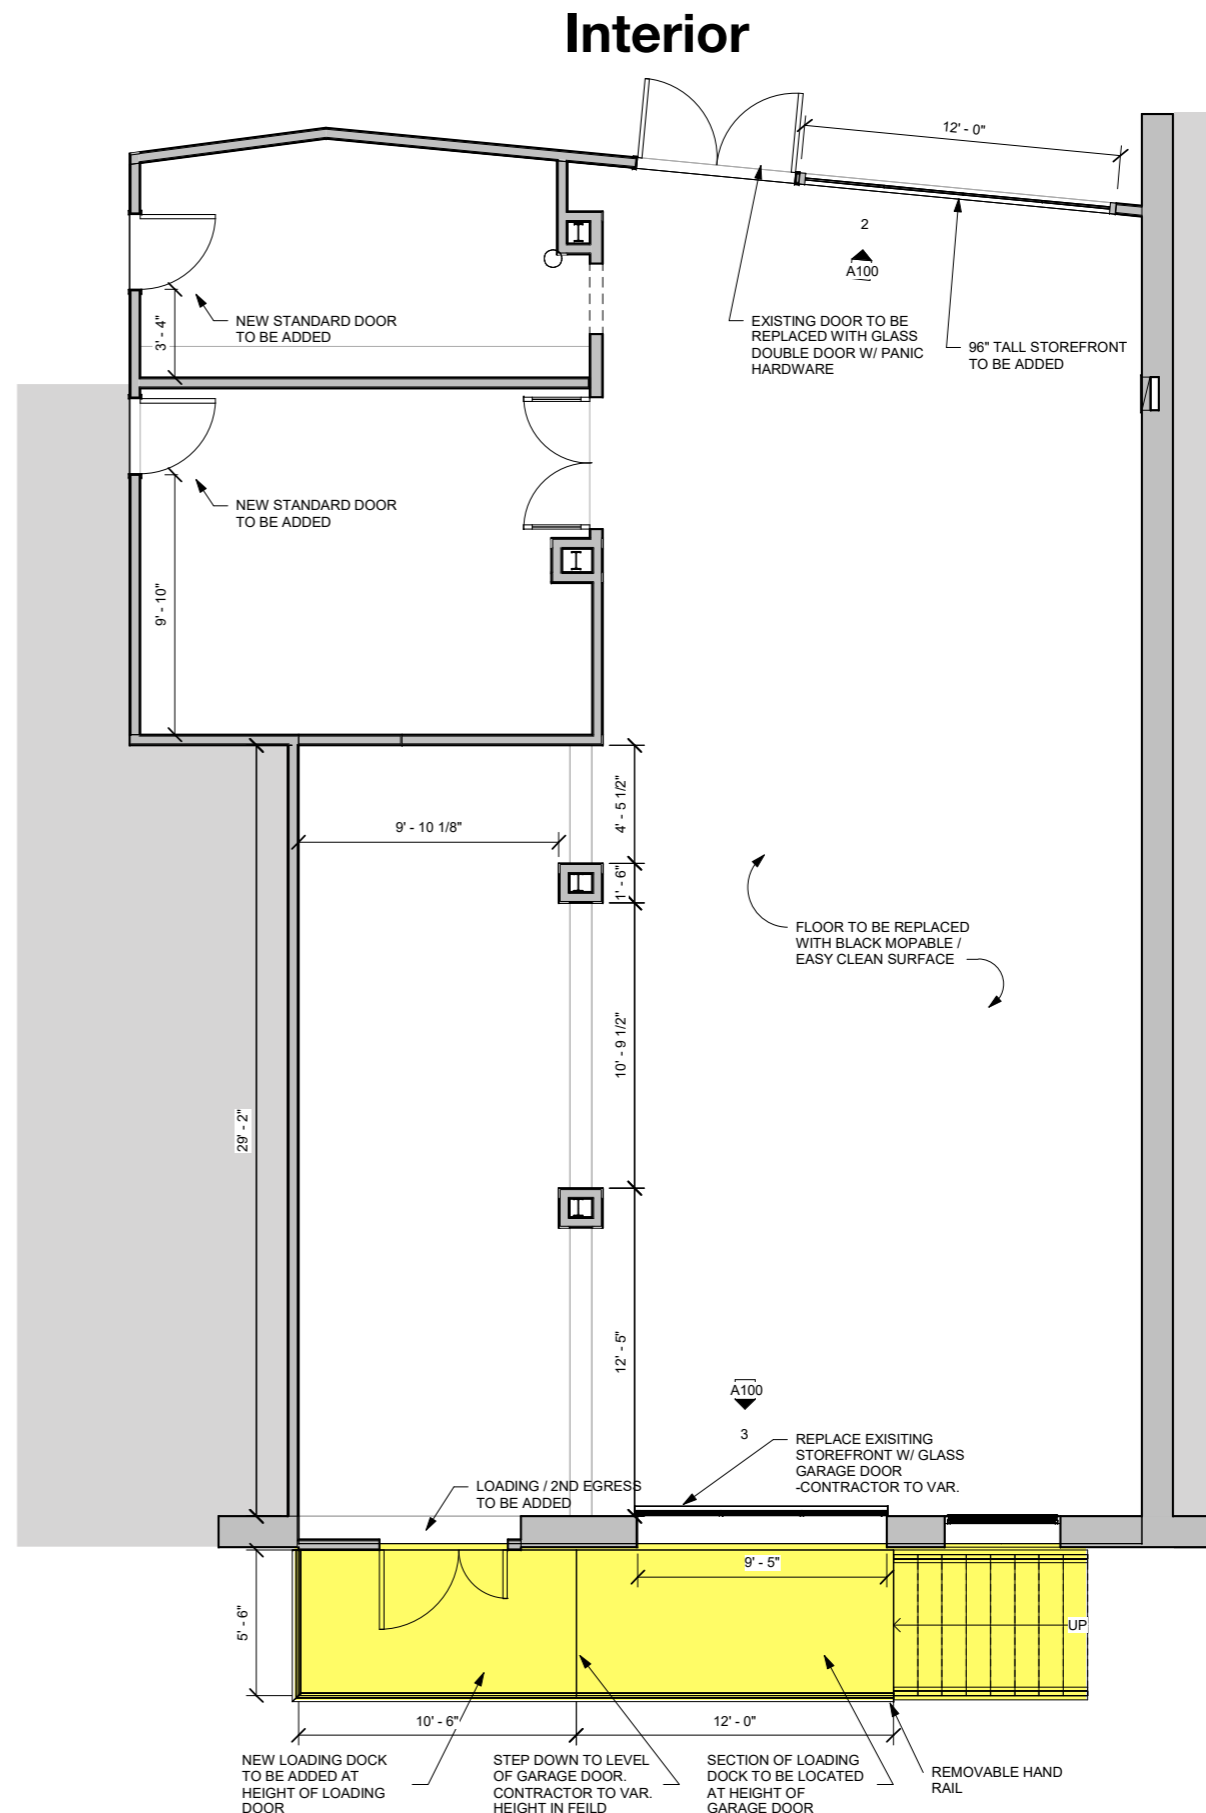 Interior
12' - 0"
2
A100
NEW STANDARD DOOR
TO BE ADDED
3' - 4"
EXISTING DOOR TO BE
REPLACED WITH GLASS
DOUBLE DOOR W/ PANIC
HARDWARE
96" TALL STOREFRONT
TO BE ADDED
NEW STANDARD DOOR
TO BE ADDED
9' - 10"
4' - 5 1/2"
9' - 10 1/8"
1' - 6"
FLOOR TO BE REPLACED
WITH BLACK MOPABLE /
EASY CLEAN SURFACE
10' - 9 1/2"
29' - 2"
12' - 5"
A100
3
REPLACE EXISITING
STOREFRONT W/ GLASS
GARAGE DOOR
-CONTRACTOR TO VAR.
LOADING / 2ND EGRESS
TO BE ADDED
9' - 5"
5' - 6"
UP
10' - 6"
12' - 0"
NEW LOADING DOCK
TO BE ADDED AT
HEIGHT OF LOADING
DOOR
STEP DOWN TO LEVEL
OF GARAGE DOOR.
CONTRACTOR TO VAR.
HEIGHT IN FEILD
SECTION OF LOADING
DOCK TO BE LOCATED
AT HEIGHT OF
GARAGE DOOR
REMOVABLE HAND
RAIL